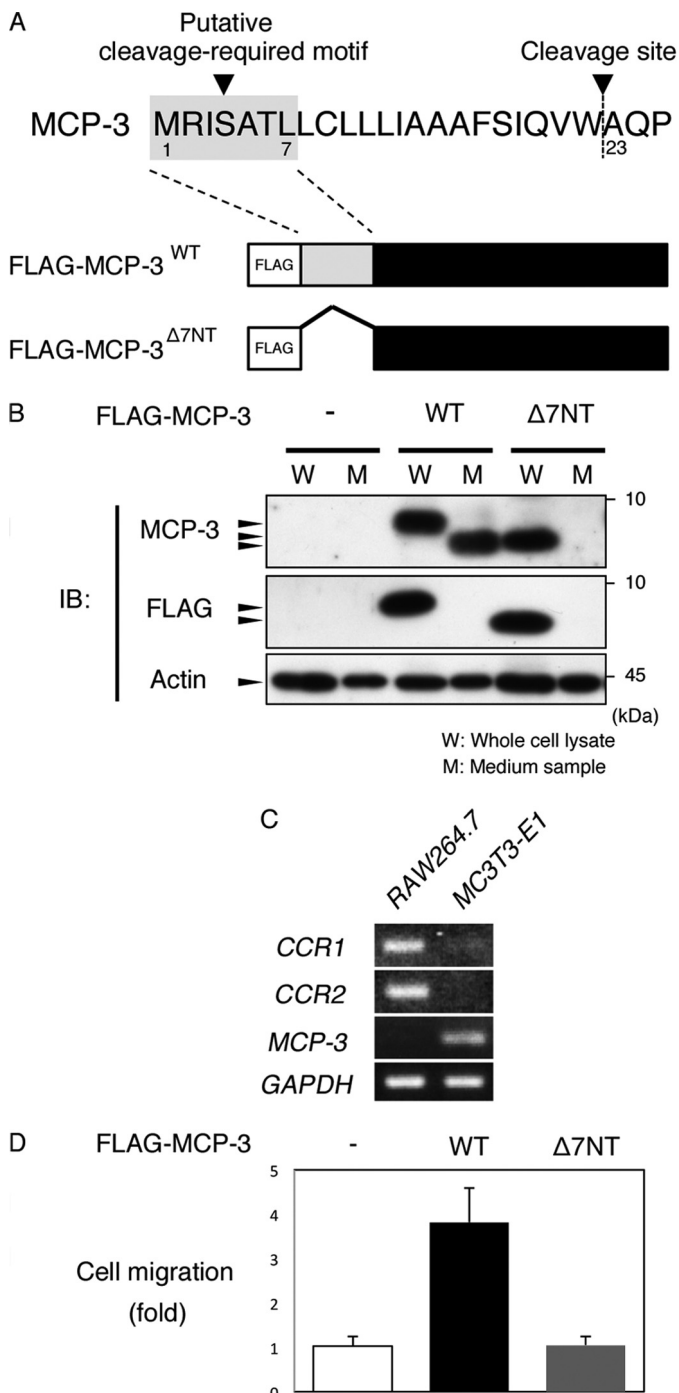 A
Putative
cleavage-required motif
Cleavage site
MCP-3 MRISATLLCLLLIAAAFSIQVWAQP
1 7 23
FLAG-MCP-3 WT
FLAG
FLAG-MCP-3 Δ7NT
FLAG
B FLAG-MCP-3 - WT Δ7NT
W M W M W M
10
MCP-3
10
IB: FLAG
Actin 45
(kDa)
W: Whole cell lysate
M: Medium sample
C
RAW264.7 MC3T3-E1
CCR1
CCR2
MCP-3
GAPDH
D FLAG-MCP-3 - WT Δ7NT
5
4
3
Cell migration
(fold)
2
1
0